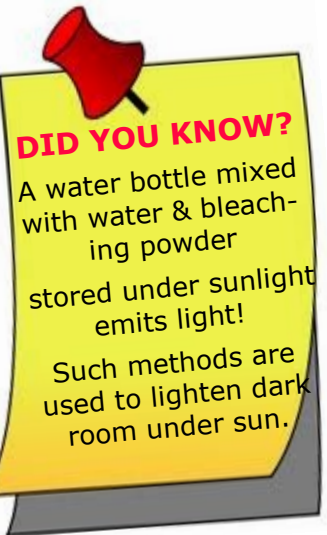 DID YOU KNOW?
A water bottle mixed
with water & bleach-
ing powder
stored under sunlight
emits light!
Such methods are
used to lighten dark
room under sun.